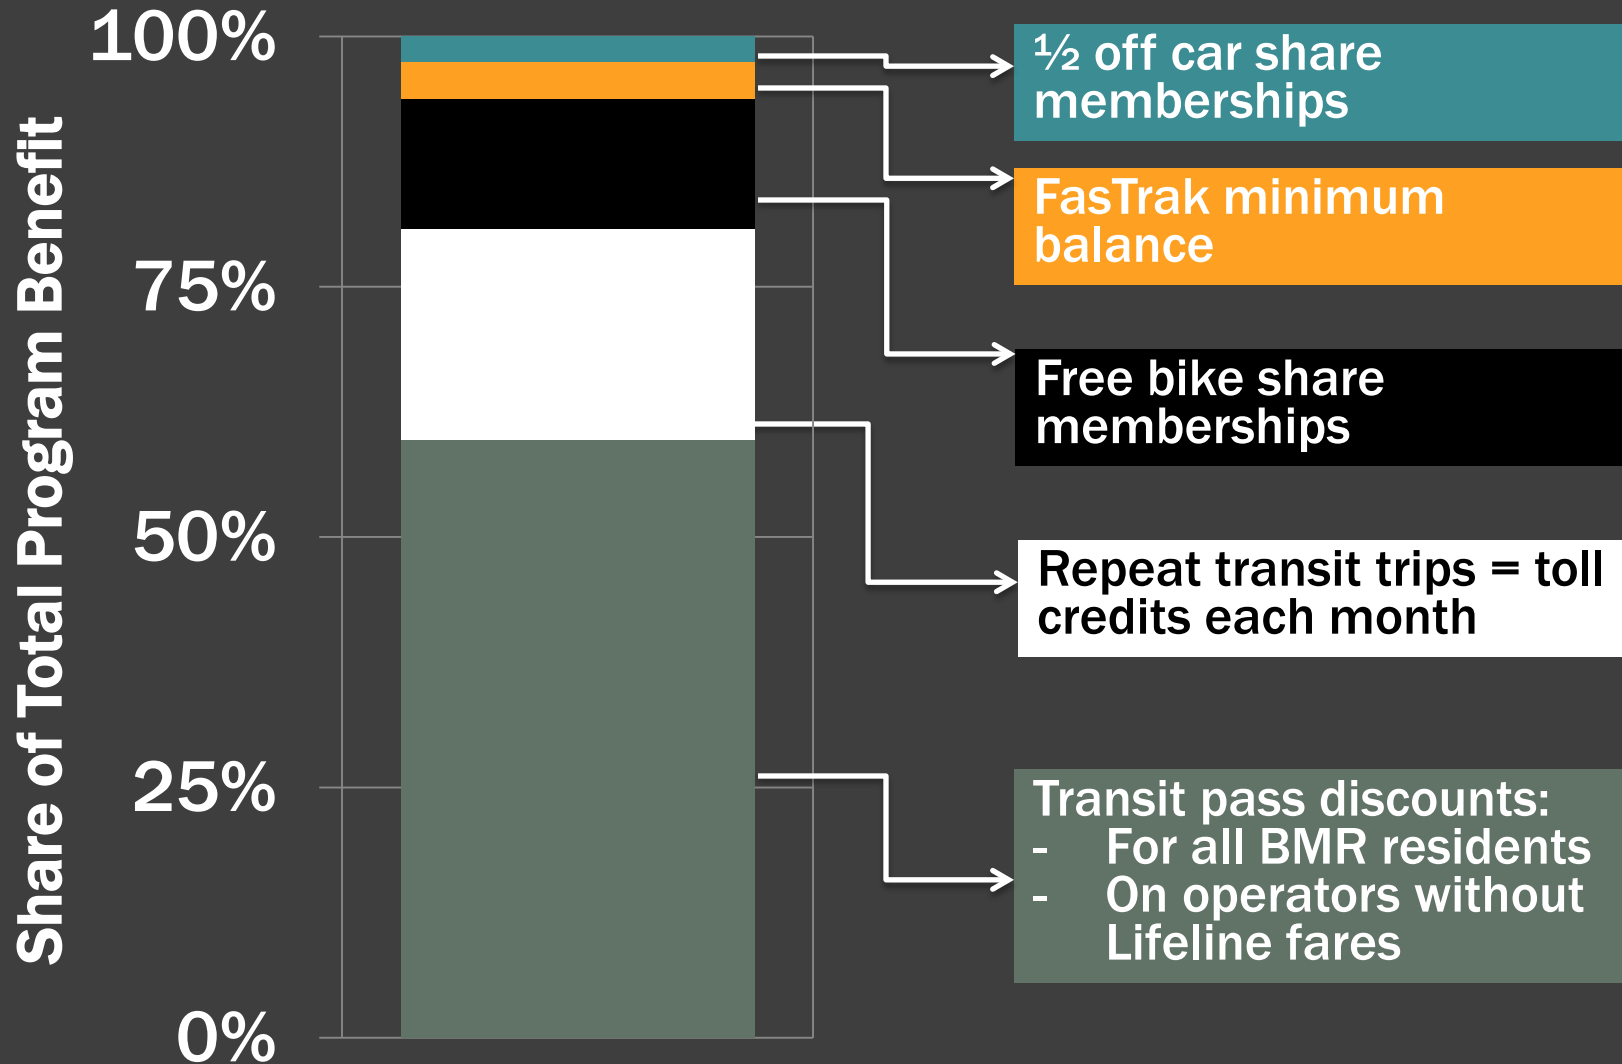 Share of Total Program Benefit
100%
75%
50%
25%
0%
½ off car share
memberships
FasTrak minimum
balance
Free bike share
memberships
Repeat transit trips = toll
credits each month
Transit pass discounts:
- For all BMR residents
- On operators without
Lifeline fares